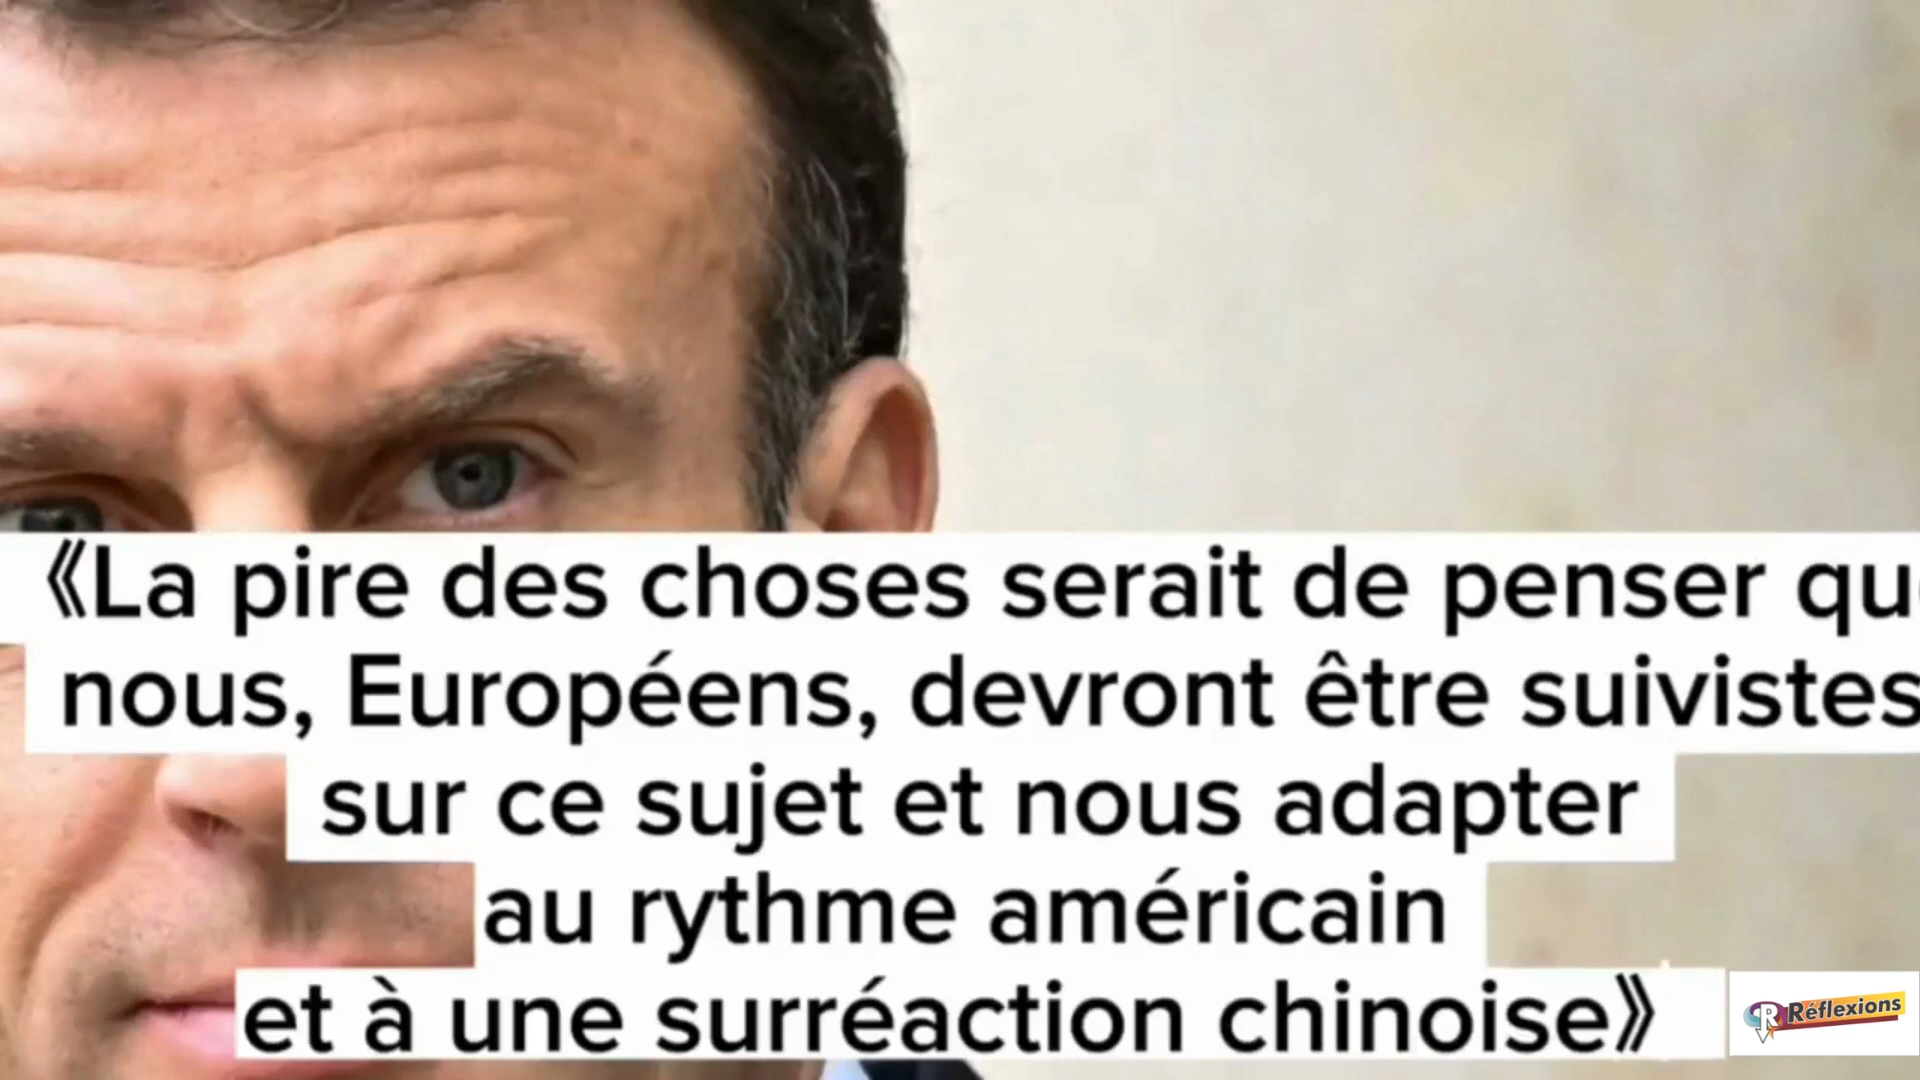 《La pire des choses serait de penser qu
nous, Européens, devront être suivistes
sur ce sujet et nous adapter
au rythme américain
et à une surréaction chinoise》
Réflexions